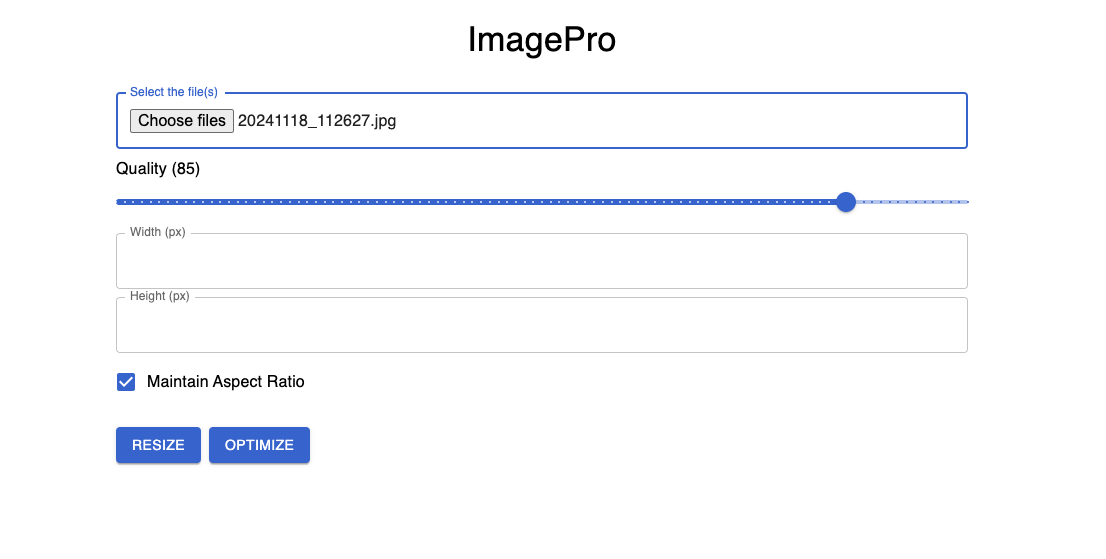 ImagePro
Select the file(s)
Choose files 20241118_112627.jpg
Quality (85)
Width (px)
Height (px)
Maintain Aspect Ratio
RESIZE OPTIMIZE